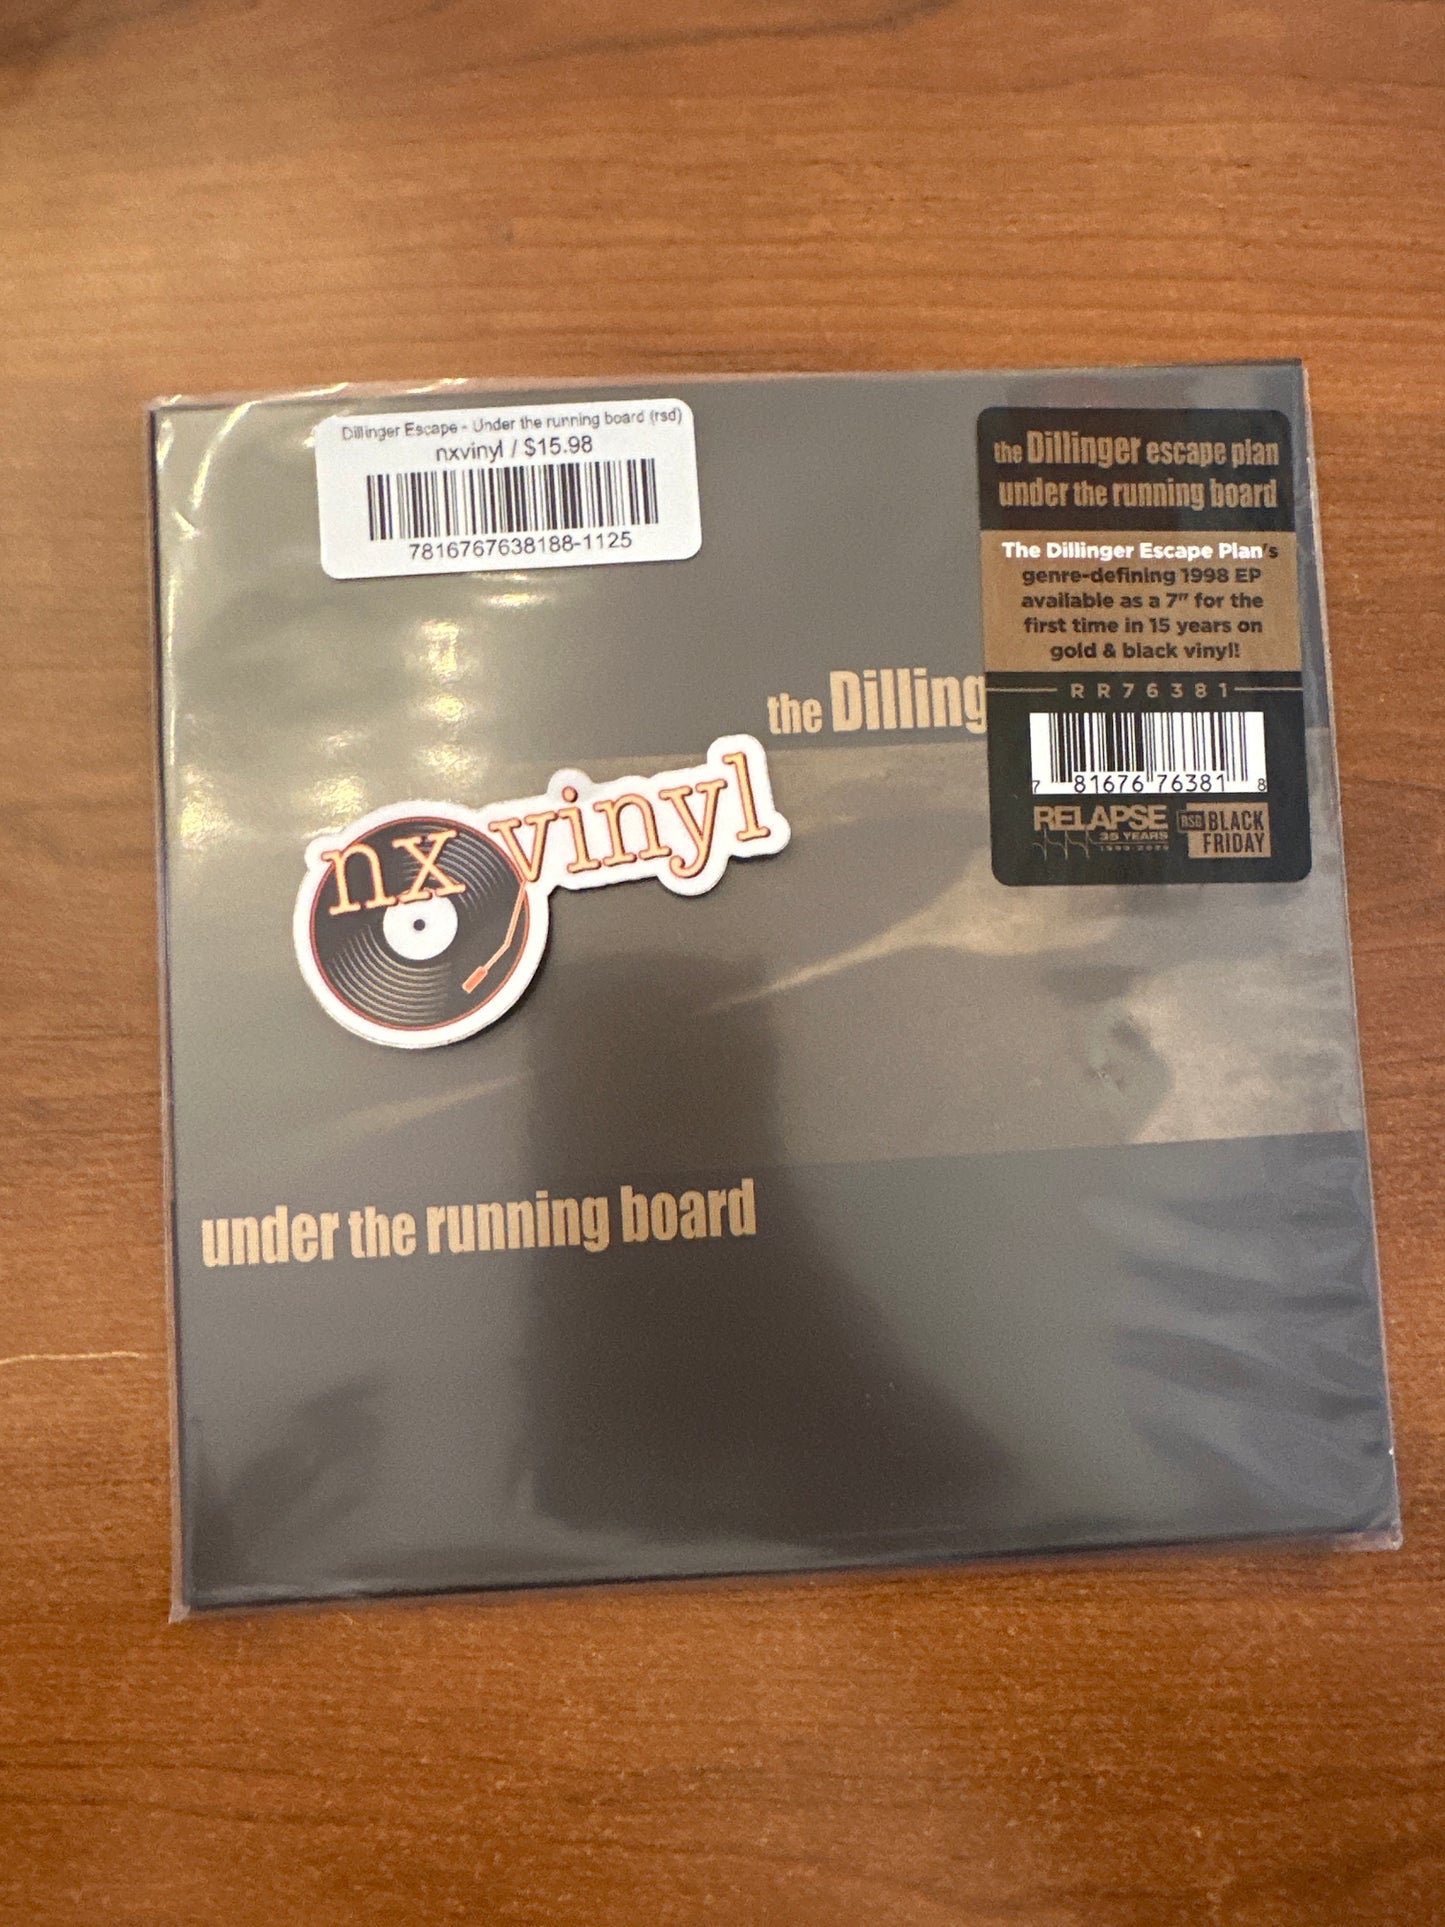 Dillinger Escape - Under the running board (rsd)
nxvinyl / $15.98
7816767638188-1125
the Dillinger escape plan
under the running board
The Dillinger Escape Plan's
genre-defining 1998 EP
available as a 7" for the
first time in 15 years on
gold & black vinyl!
RR76381
7 81676 76381 8
RELAPSE
35 YEARS
1990-2025
RSD BLACK
FRIDAY
the Dilling
nx vinyl
under the running board